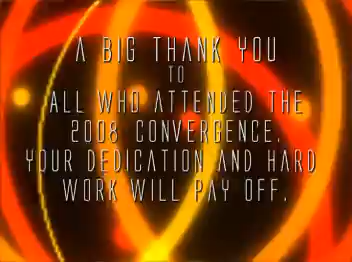 A BIG THANK YOU
TO
ALL WHO ATTENDED THE
2008 CONVERGENCE.
YOUR DEDICATION AND HARD
WORK WILL PAY OFF.